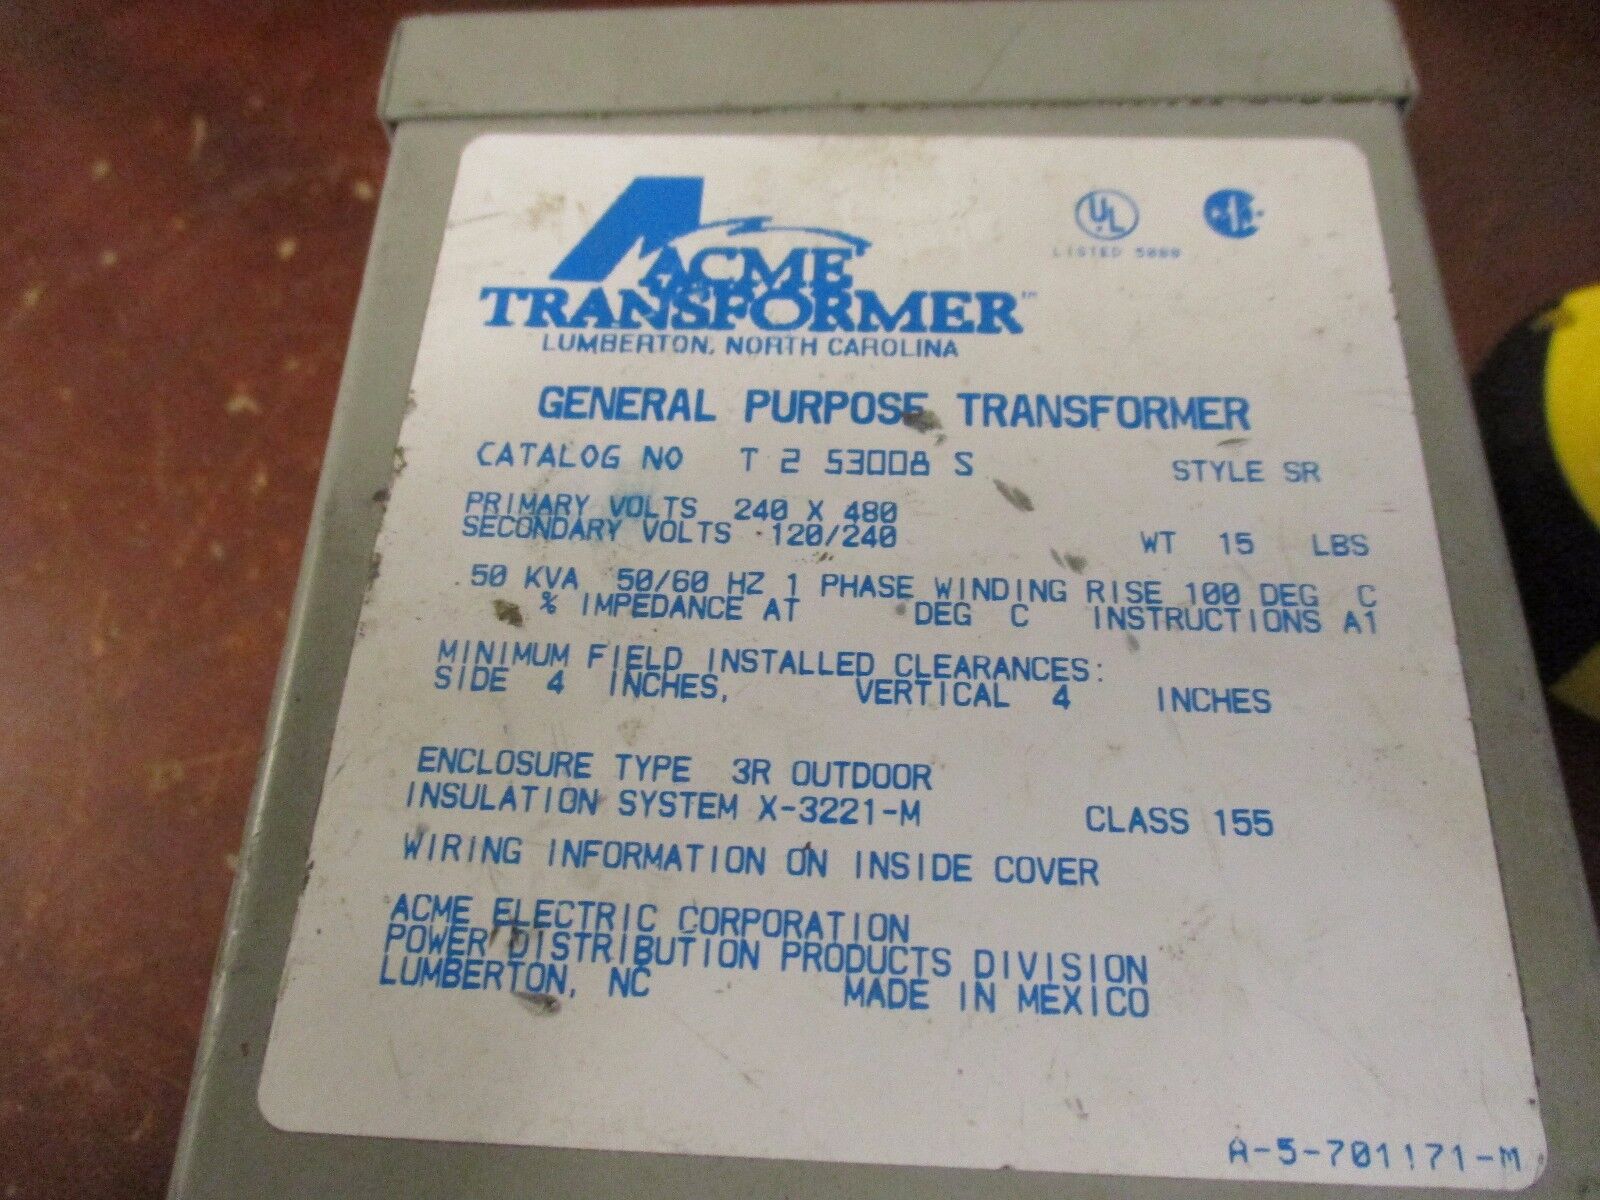 UL
LISTED 5060
ACME
TRANSFORMER™
LUMBERTON, NORTH CAROLINA
GENERAL PURPOSE TRANSFORMER
CATALOG NO T 2 53008 S STYLE SR
PRIMARY VOLTS 240 X 480
SECONDARY VOLTS 120/240 WT 15 LBS
.50 KVA 50/60 HZ 1 PHASE WINDING RISE 100 DEG C
% IMPEDANCE AT DEG C INSTRUCTIONS A1
MINIMUM FIELD INSTALLED CLEARANCES:
SIDE 4 INCHES, VERTICAL 4 INCHES
ENCLOSURE TYPE 3R OUTDOOR
INSULATION SYSTEM X-3221-M CLASS 155
WIRING INFORMATION ON INSIDE COVER
ACME ELECTRIC CORPORATION
POWER DISTRIBUTION PRODUCTS DIVISION
LUMBERTON, NC MADE IN MEXICO
A-5-701171-M